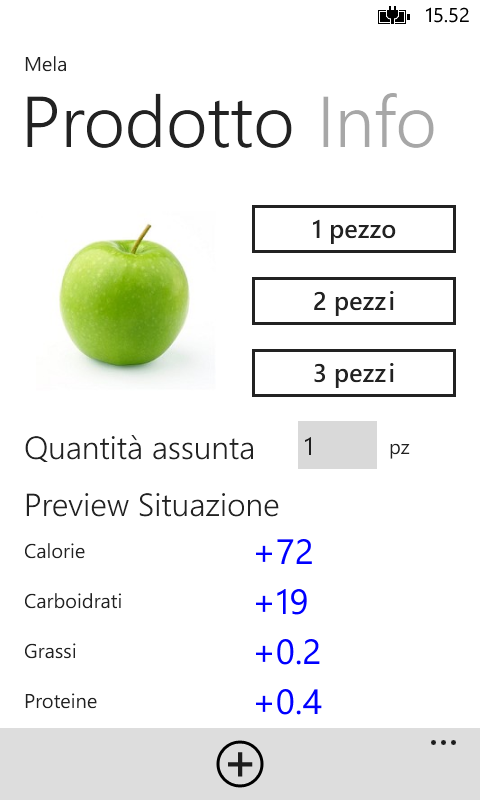 15.52
Mela
Prodotto Info
1 pezzo
2 pezzi
3 pezzi
Quantità assunta 1 pz
Preview Situazione
Calorie +72
Carboidrati +19
Grassi +0.2
Proteine +0.4